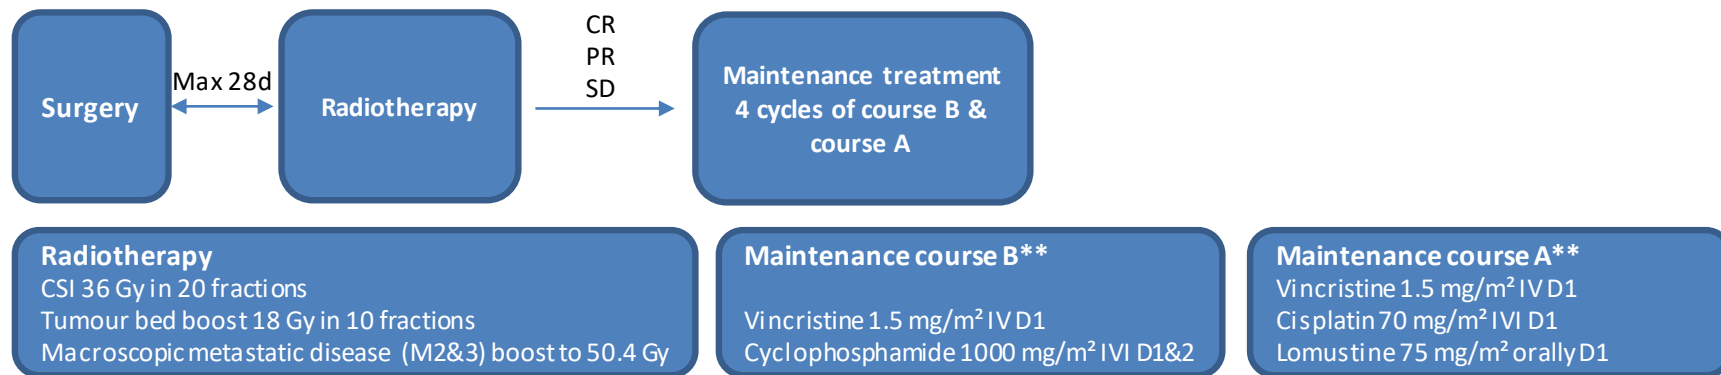 Surgery
Max 28d
Radiotherapy
CR
PR
SD
Maintenance treatment
4 cycles of course B &
course A
Radiotherapy
CSI 36 Gy in 20 fractions
Tumour bed boost 18 Gy in 10 fractions
Macroscopic metastatic disease (M2&3) boost to 50.4 Gy
Maintenance course B**
Vincristine 1.5 mg/m² IV D1
Cyclophosphamide 1000 mg/m² IVI D1&2
Maintenance course A**
Vincristine 1.5 mg/m² IV D1
Cisplatin 70 mg/m² IVI D1
Lomustine 75 mg/m² orally D1